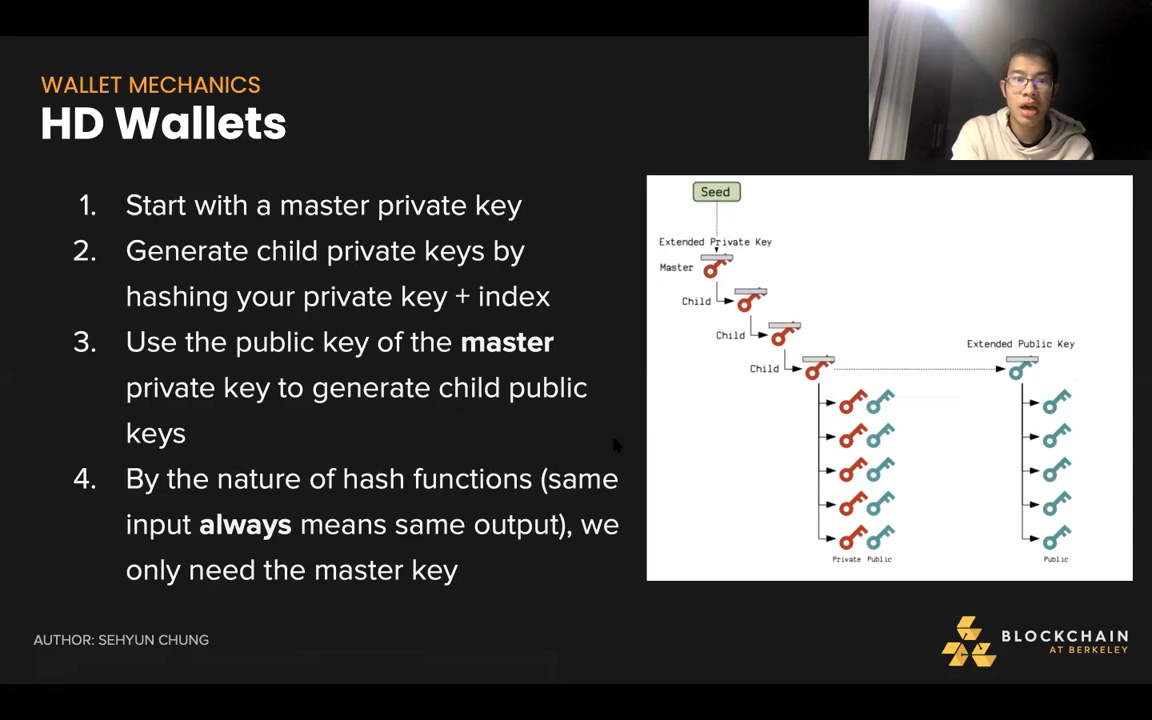 WALLET MECHANICS
HD Wallets
1. Start with a master private key
2. Generate child private keys by
hashing your private key + index
3. Use the public key of the master
private key to generate child public
keys
4. By the nature of hash functions (same
input always means same output), we
only need the master key
Seed
Extended Private Key
Master
Child
Child
Child
Extended Public Key
Private Public
Public
AUTHOR: SEHYUN CHUNG
BLOCKCHAIN
AT BERKELEY